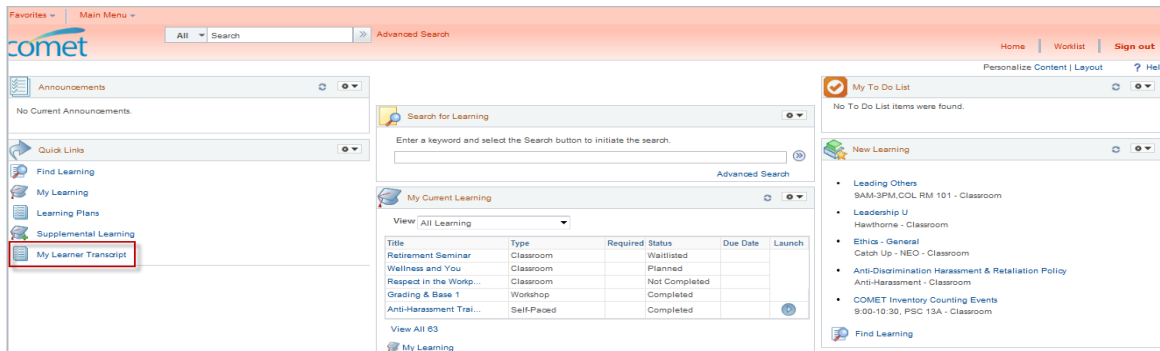 Favorites Main Menu
comet
All Search Advanced Search
Home Worklist Sign out
Personalize Content | Layout ? Hel
Announcements
No Current Announcements.
Quick Links
Find Learning
My Learning
Learning Plans
Supplemental Learning
My Learner Transcript
Search for Learning
Enter a keyword and select the Search button to initiate the search.
Advanced Search
My Current Learning
View All Learning
Title Type Required Status Due Date Launch
Retirement Seminar Classroom Waitlisted
Wellness and You Classroom Planned
Respect in the Workp... Classroom Not Completed
Grading & Base 1 Workshop Completed
Anti-Harassment Trai... Self-Paced Completed
View All 63
My Learning
My To Do List
No To Do List items were found.
New Learning
Leading Others
9AM-3PM,COL RM 101 - Classroom
Leadership U
Hawthorne - Classroom
Ethics - General
Catch Up - NEO - Classroom
Anti-Discrimination Harassment & Retaliation Policy
Anti-Harassment - Classroom
COMET Inventory Counting Events
9:00-10:30, PSC 13A - Classroom
Find Learning